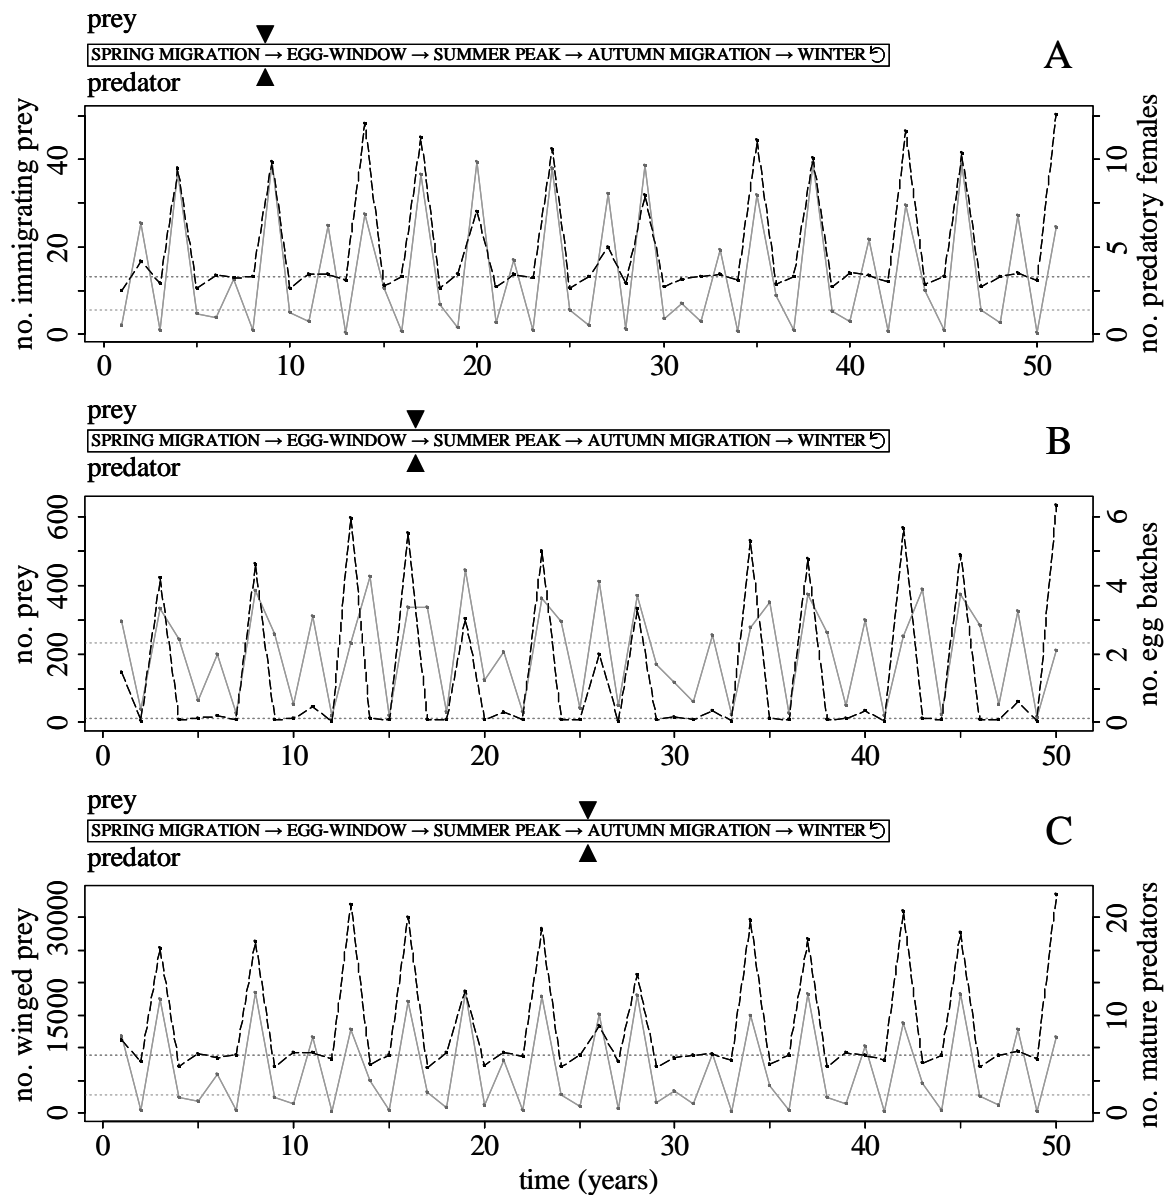 prey
SPRING MIGRATION → EGG-WINDOW → SUMMER PEAK → AUTUMN MIGRATION → WINTER
predator
A
no. immigrating prey
0 20 40
no. predatory females
0 5 10
0 10 20 30 40 50
prey
SPRING MIGRATION → EGG-WINDOW → SUMMER PEAK → AUTUMN MIGRATION → WINTER
predator
B
no. prey
0 200 400 600
no. egg batches
0 2 4 6
0 10 20 30 40 50
prey
SPRING MIGRATION → EGG-WINDOW → SUMMER PEAK → AUTUMN MIGRATION → WINTER
predator
C
no. winged prey
0 15000 30000
no. mature predators
0 10 20
0 10 20 30 40 50
time (years)